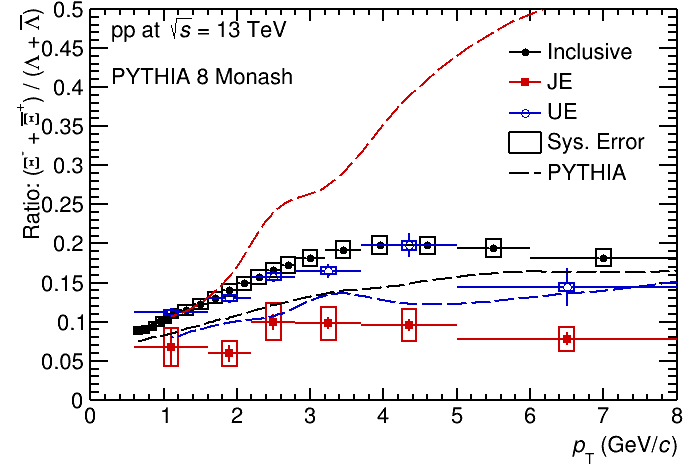 pp at √s = 13 TeV
PYTHIA 8 Monash
Inclusive
JE
UE
Sys. Error
PYTHIA
Ratio: (Ξ⁻ + Ξ̅⁺) / (Λ + Λ̅)
0.5
0.45
0.4
0.35
0.3
0.25
0.2
0.15
0.1
0.05
0
0 1 2 3 4 5 6 7 8
p_T (GeV/c)